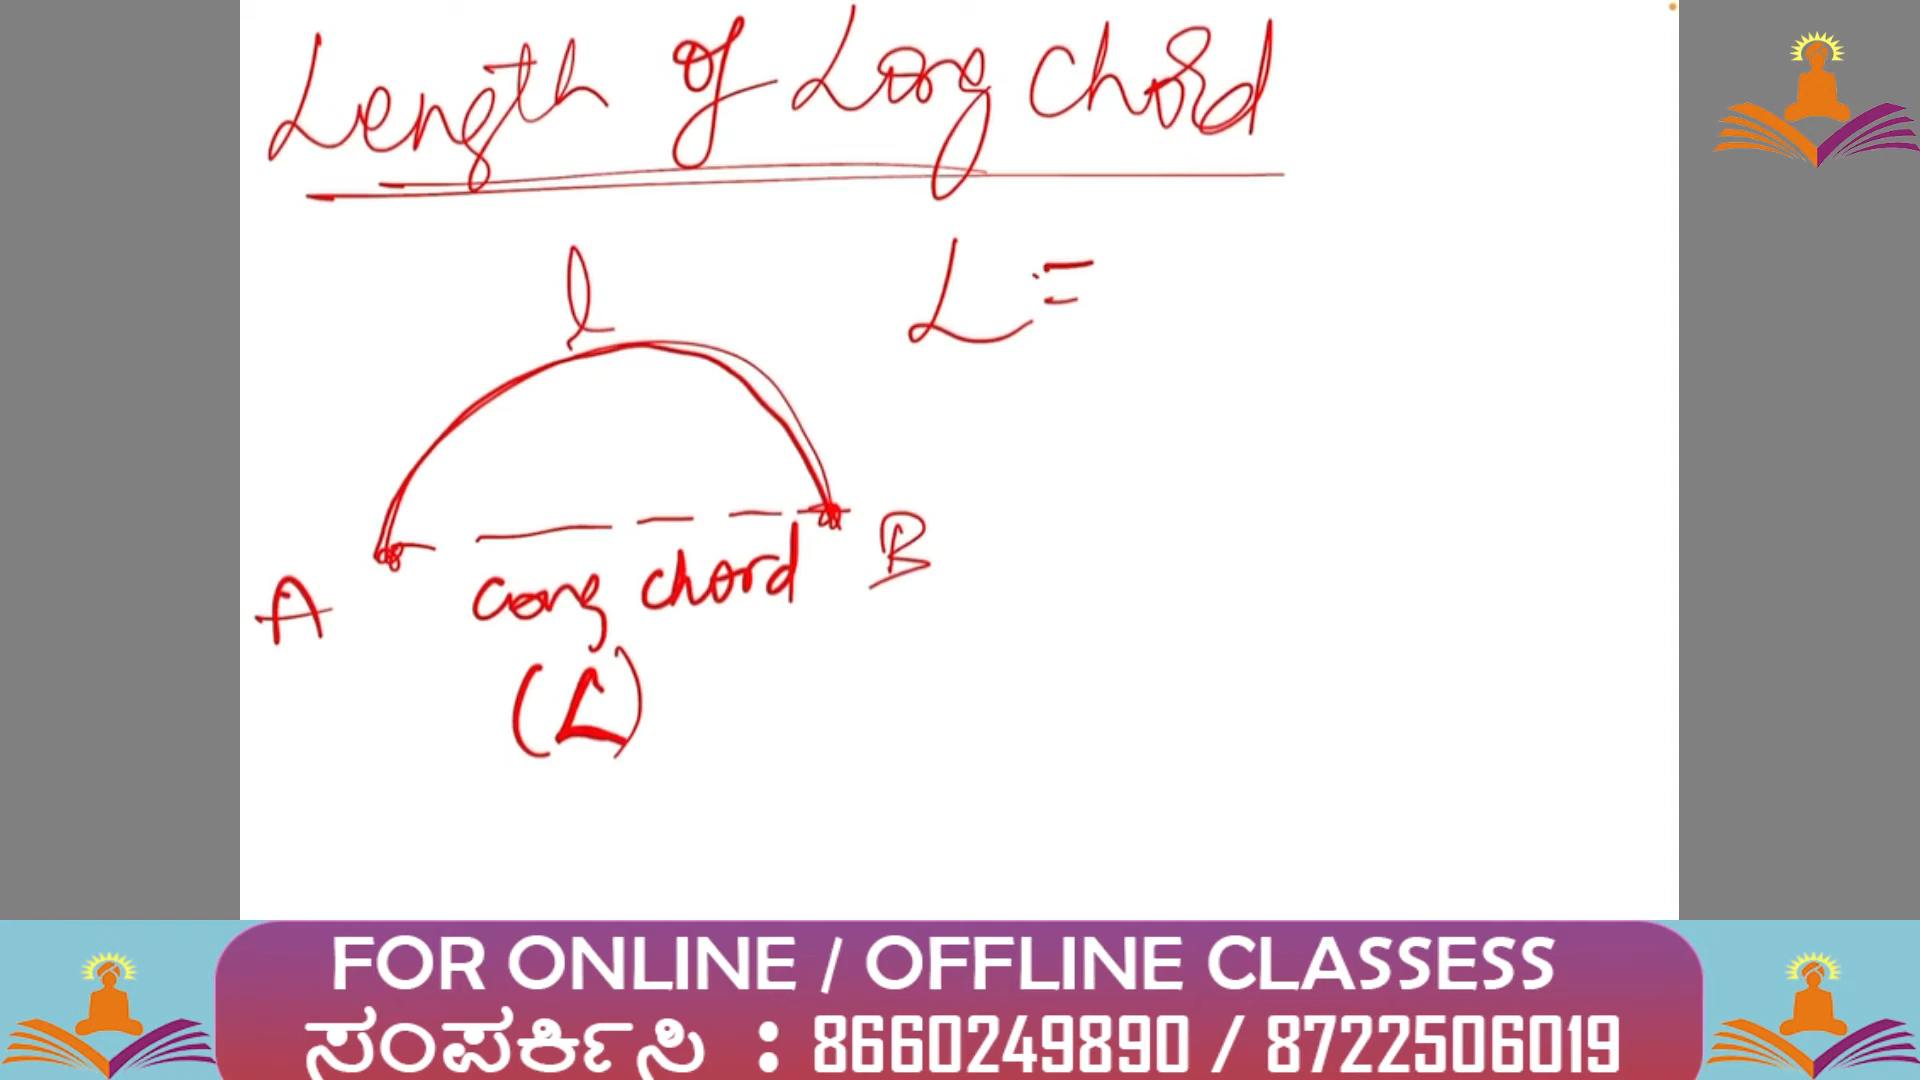 Length of Long Chord
l
L =
A
B
Long chord
(L)
FOR ONLINE / OFFLINE CLASSESS
ಸಂಪರ್ಕಿಸಿ : 8660249890 / 8722506019